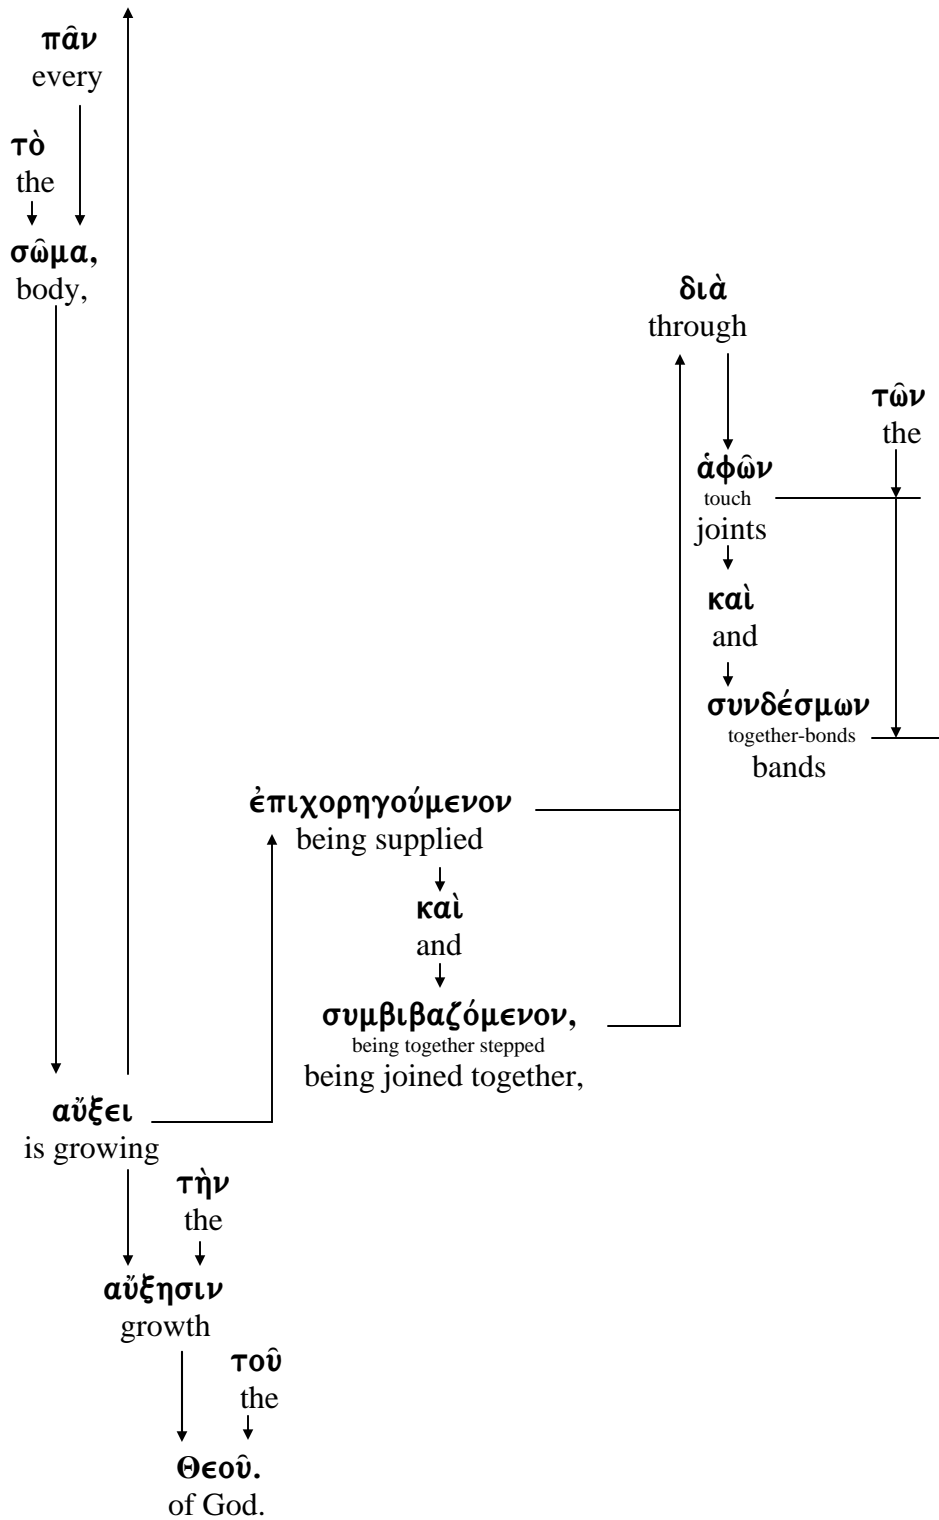 πᾶν
every
τὸ
the
σῶμα,
body,
διὰ
through
τῶν
the
ἁφῶν
touch
joints
καὶ
and
συνδέσμων
together-bonds
bands
ἐπιχορηγούμενον
being supplied
καὶ
and
συμβιβαζόμενον,
being together stepped
being joined together,
αὔξει
is growing
τὴν
the
αὔξησιν
growth
τοῦ
the
Θεοῦ.
of God.